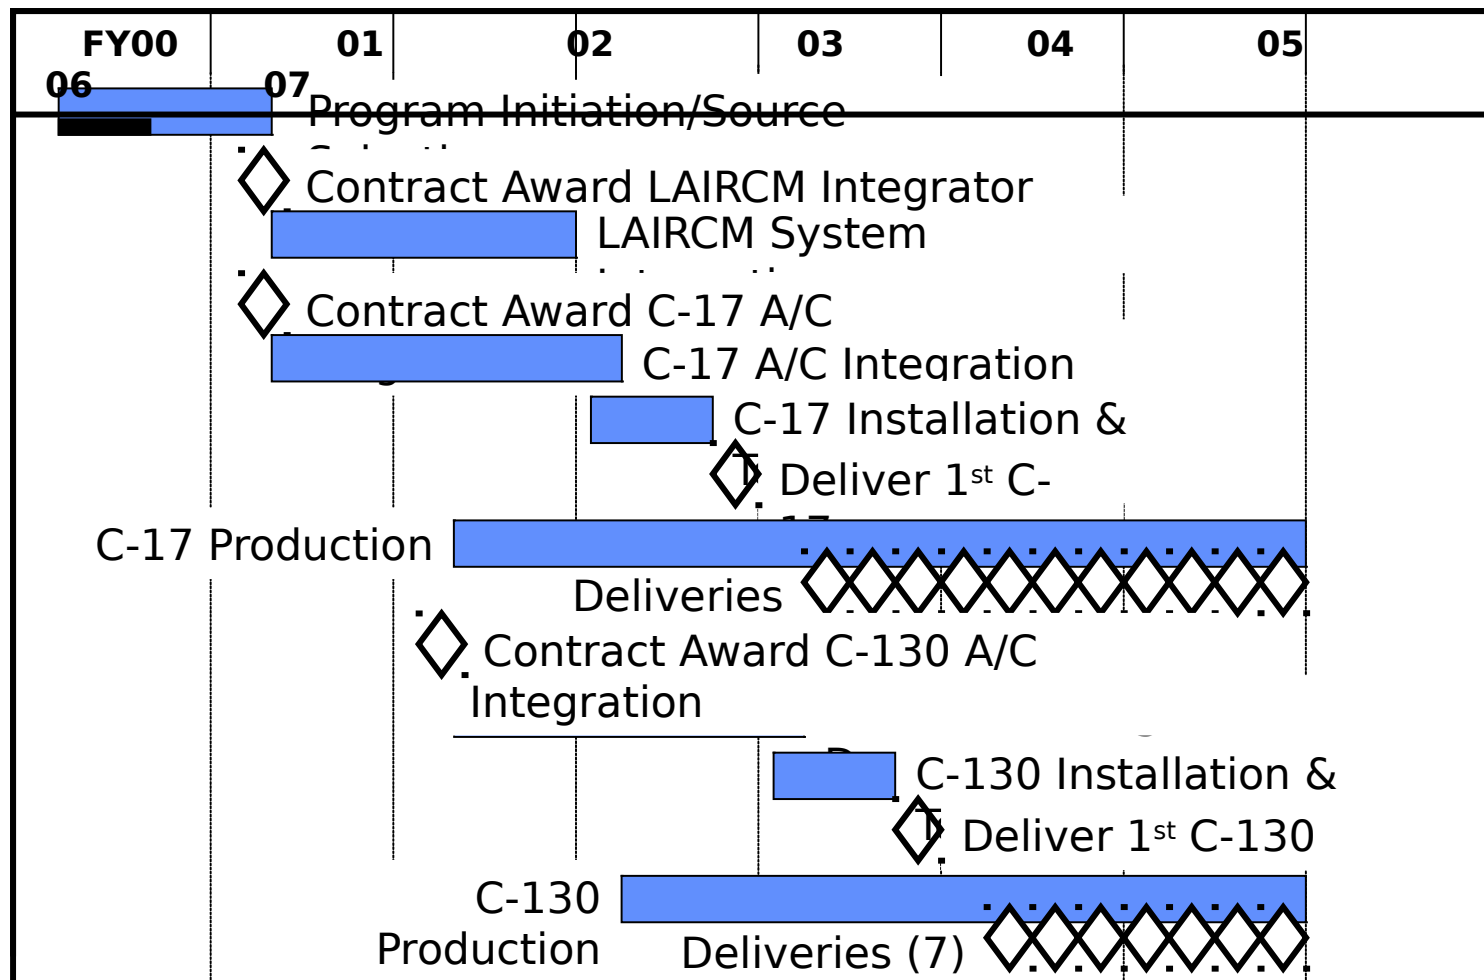 FY00 01 02 03 04 05
06 07
Program Initiation/Source
Contract Award LAIRCM Integrator
LAIRCM System
Contract Award C-17 A/C
C-17 A/C Integration
C-17 Installation &
Deliver 1st C-
17
C-17 Production
Deliveries
Contract Award C-130 A/C
Integration
C-130 Installation &
Deliver 1st C-130
C-130
Production
Deliveries (7)